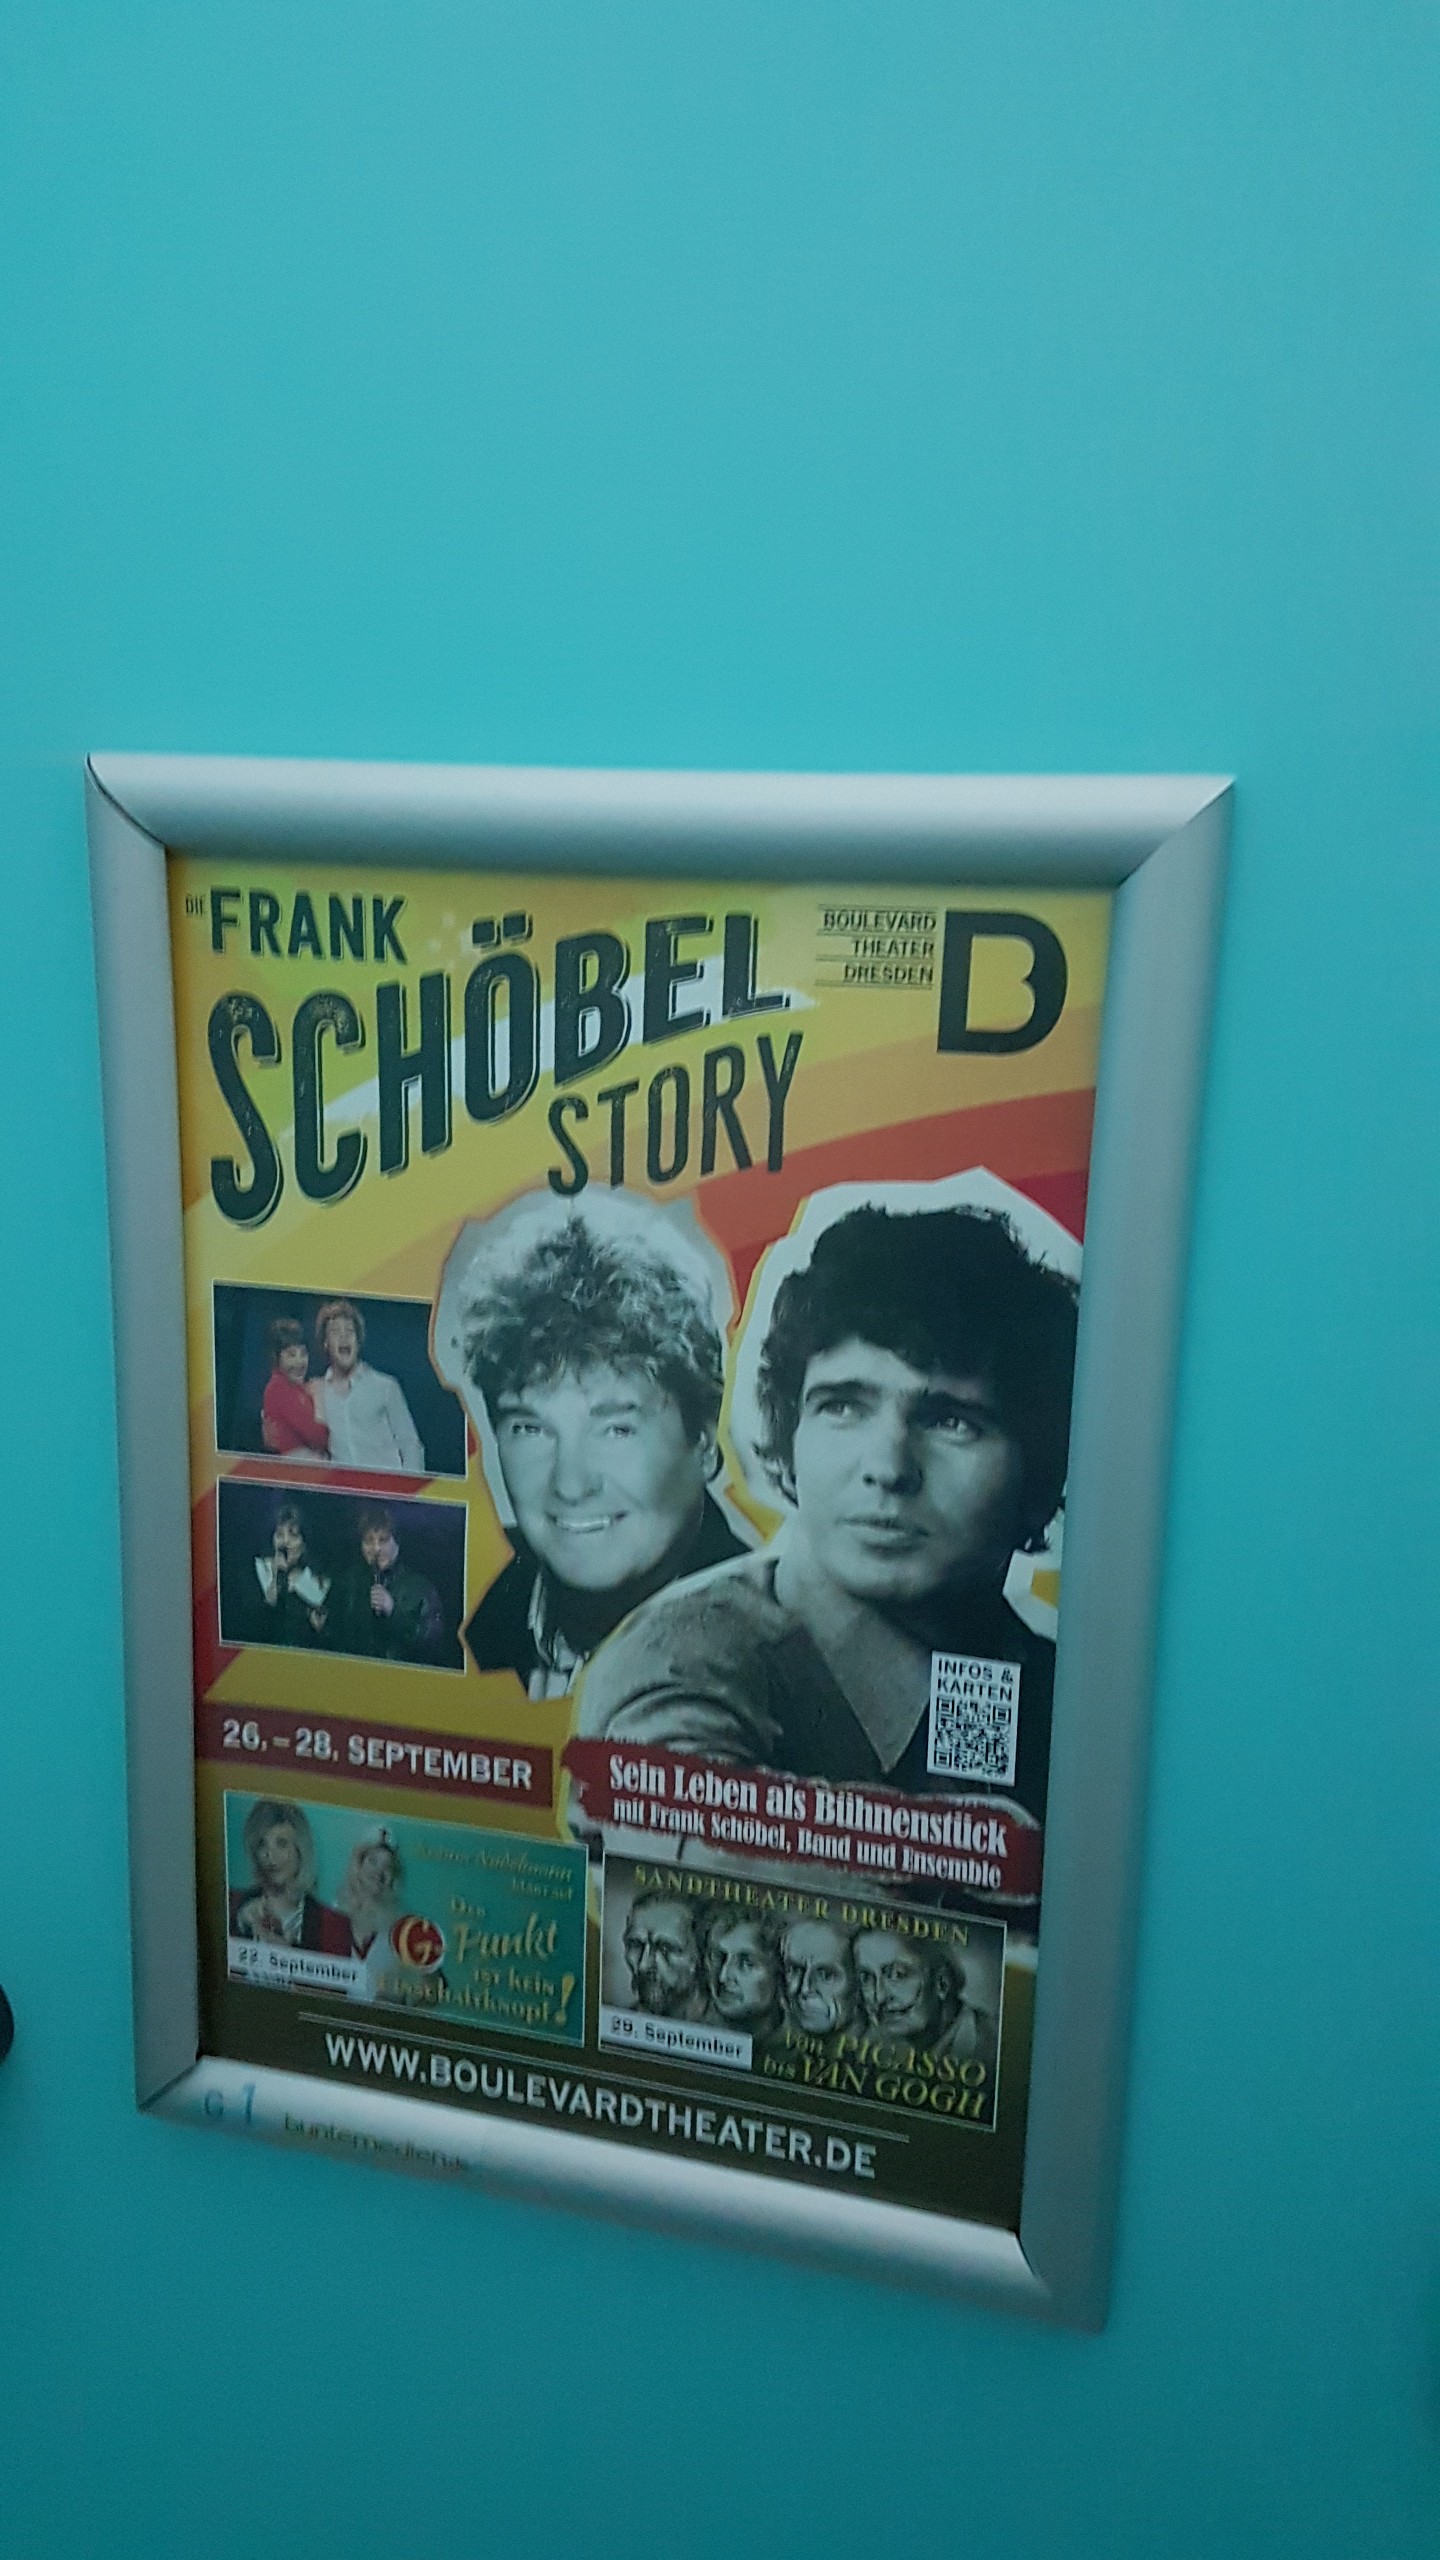 DIE FRANK
SCHÖBEL
STORY
BOULEVARD
THEATER
DRESDEN
B
INFOS &
KARTEN
26. – 28. SEPTEMBER
Sein Leben als Bühnenstück
mit Frank Schöbel, Band und Ensemble
Der
G Punkt
ist kein
Einschaltknopf!
September
SANDTHEATER DRESDEN
29. September
von PICASSO
bis VAN GOGH
WWW.BOULEVARDTHEATER.DE
G 1